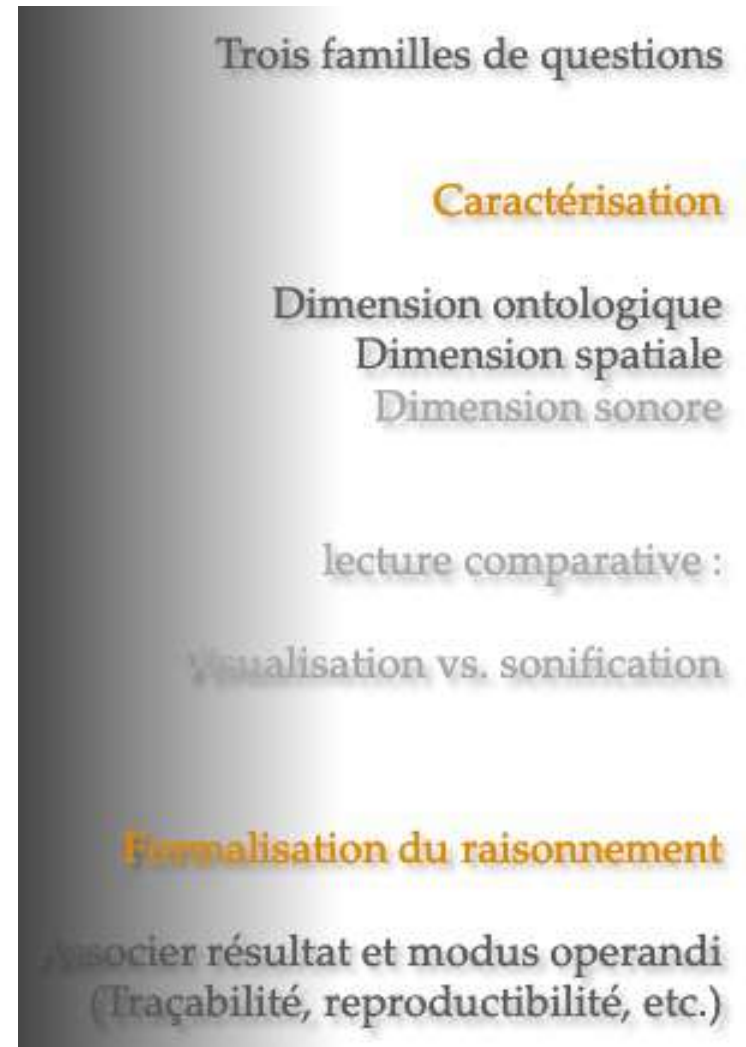 Trois familles de questions
Caractérisation
Dimension ontologique
Dimension spatiale
Dimension sonore
lecture comparative :
Visualisation vs. sonification
Formalisation du raisonnement
Associer résultat et modus operandi
(Traçabilité, reproductibilité, etc.)